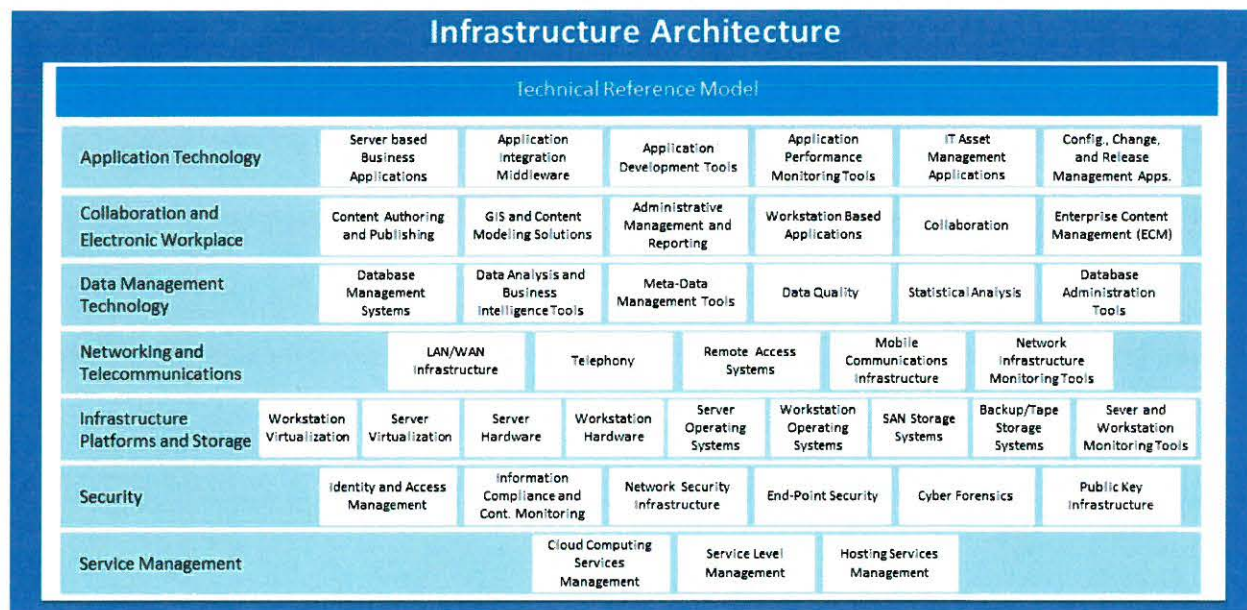 Infrastructure Architecture
Technical Reference Model
Application Technology
Server based
Business
Applications
Application
Integration
Middleware
Application
Development Tools
Application
Performance
Monitoring Tools
IT Asset
Management
Applications
Config., Change,
and Release
Management Apps.
Collaboration and
Electronic Workplace
Content Authoring
and Publishing
GIS and Content
Modeling Solutions
Administrative
Management and
Reporting
Workstation Based
Applications
Collaboration
Enterprise Content
Management (ECM)
Data Management
Technology
Database
Management
Systems
Data Analysis and
Business
Intelligence Tools
Meta-Data
Management Tools
Data Quality
Statistical Analysis
Database
Administration
Tools
Networking and
Telecommunications
LAN/WAN
Infrastructure
Telephony
Remote Access
Systems
Mobile
Communications
Infrastructure
Network
Infrastructure
Monitoring Tools
Infrastructure
Platforms and Storage
Workstation
Virtualization
Server
Virtualization
Server
Hardware
Workstation
Hardware
Server
Operating
Systems
Workstation
Operating
Systems
SAN Storage
Systems
Backup/Tape
Storage
Systems
Sever and
Workstation
Monitoring Tools
Security
Identity and Access
Management
Information
Compliance and
Cont. Monitoring
Network Security
Infrastructure
End-Point Security
Cyber Forensics
Public Key
Infrastructure
Service Management
Cloud Computing
Services
Management
Service Level
Management
Hosting Services
Management